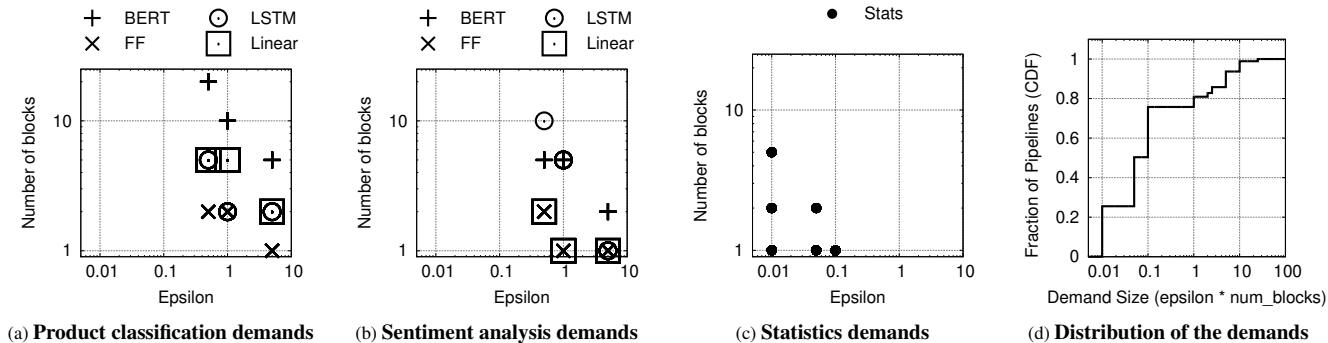 BERT LSTM
FF Linear
Number of blocks
10
1
0.01 0.1 1 10
Epsilon
(a) Product classification demands
BERT LSTM
FF Linear
Number of blocks
10
1
0.01 0.1 1 10
Epsilon
(b) Sentiment analysis demands
Stats
Number of blocks
10
1
0.01 0.1 1 10
Epsilon
(c) Statistics demands
Fraction of Pipelines (CDF)
1
0.8
0.6
0.4
0.2
0
0.01 0.1 1 10 100
Demand Size (epsilon * num_blocks)
(d) Distribution of the demands